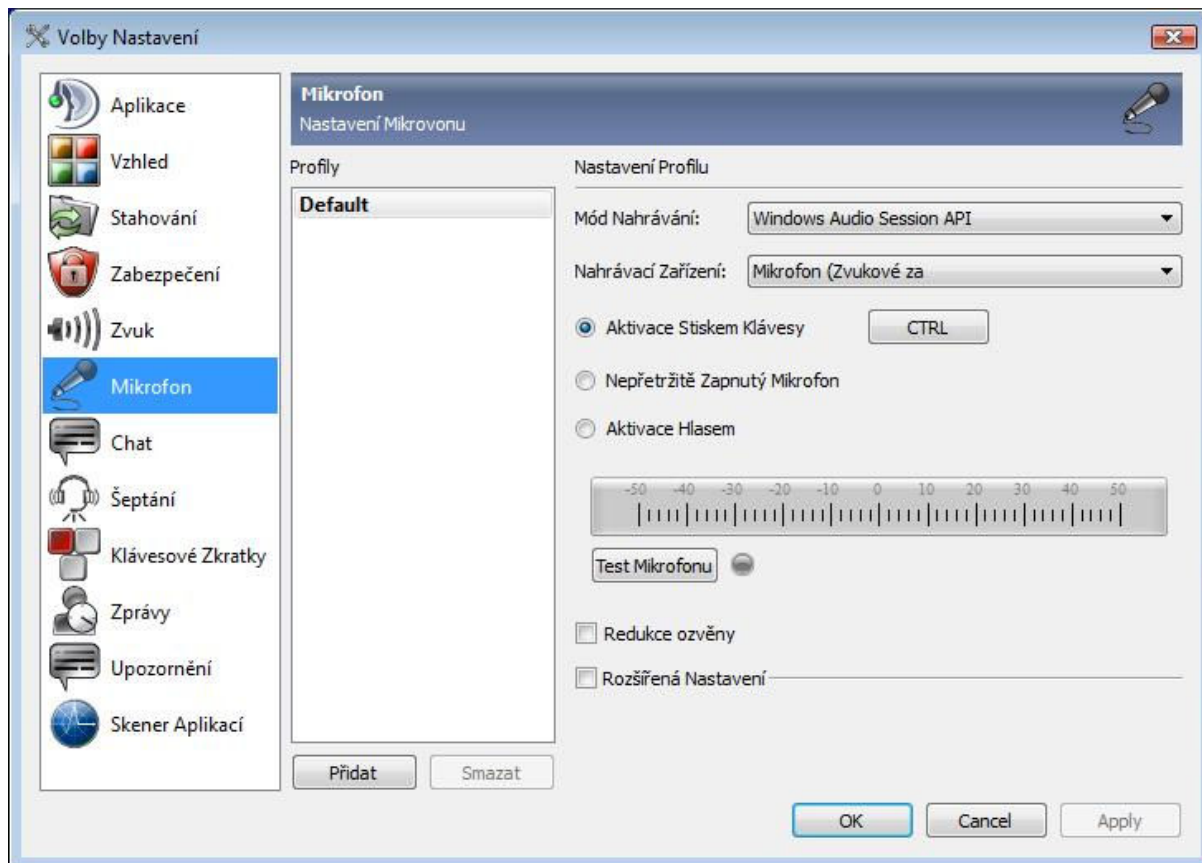 Volby Nastavení
Aplikace
Vzhled
Stahování
Zabezpečení
Zvuk
Mikrofon
Chat
Šeptání
Klávesové Zkratky
Zprávy
Upozornění
Skener Aplikací
Mikrofon
Nastavení Mikrovonu
Profily
Default
Přidat
Smazat
Nastavení Profilu
Mód Nahrávání:
Windows Audio Session API
Nahrávací Zařízení:
Mikrofon (Zvukové za
Aktivace Stiskem Klávesy
CTRL
Nepřetržitě Zapnutý Mikrofon
Aktivace Hlasem
-50 -40 -30 -20 -10 0 10 20 30 40 50
Test Mikrofonu
Redukce ozvěny
Rozšířená Nastavení
OK
Cancel
Apply